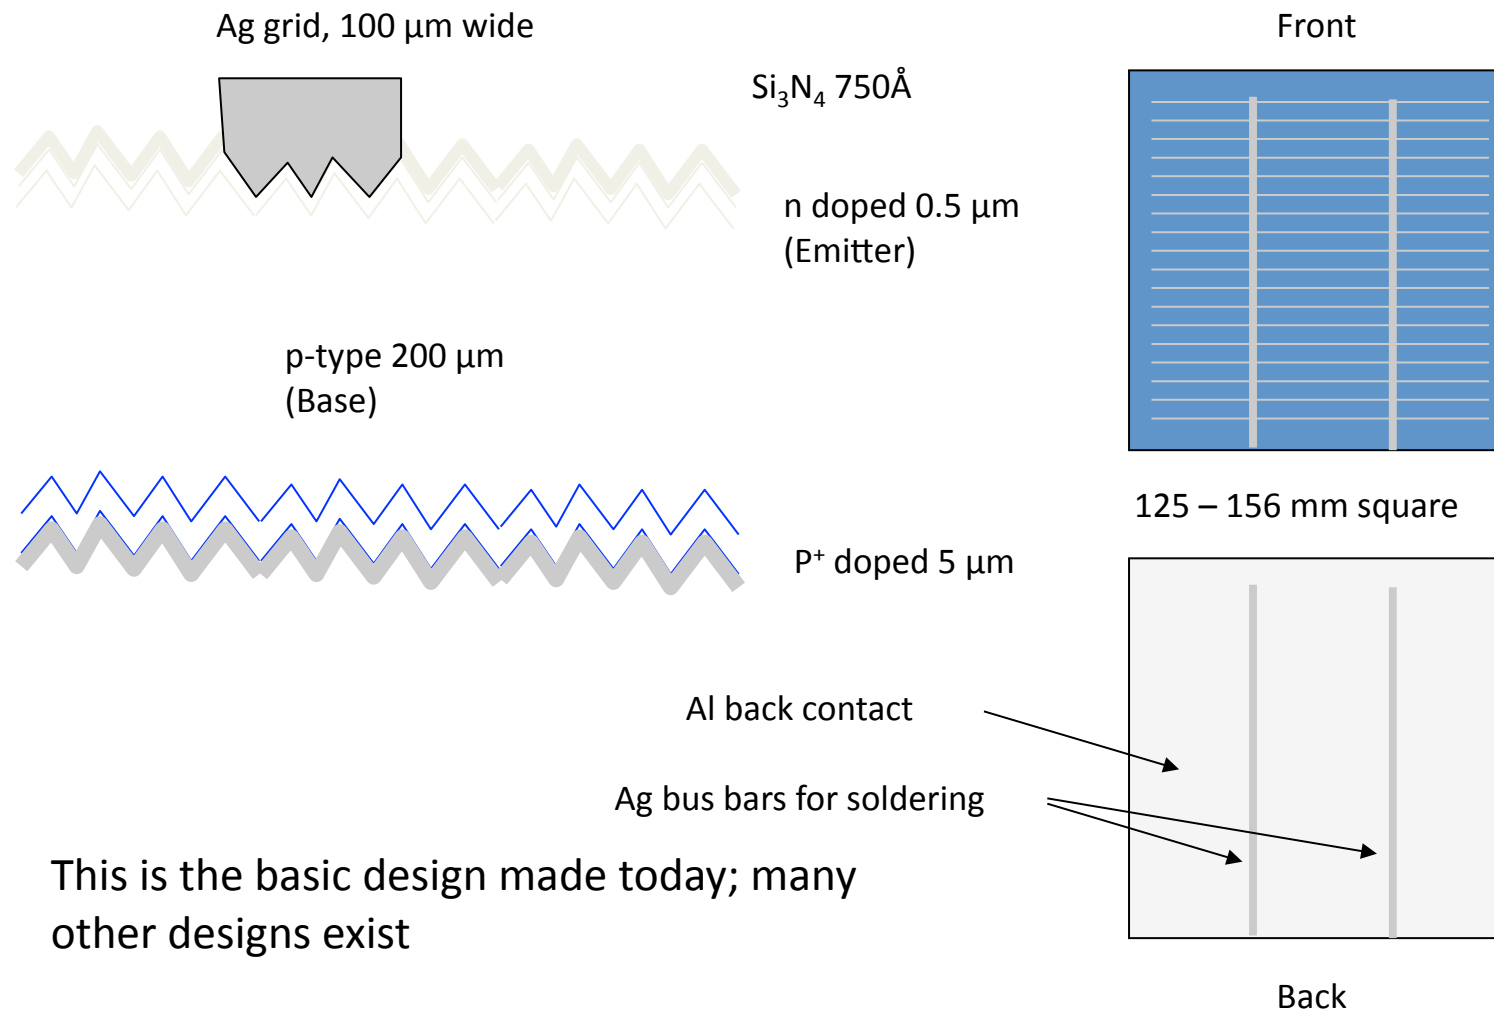 Ag grid, 100 μm wide
Front
Si₃N₄ 750Å
n doped 0.5 μm
(Emitter)
p-type 200 μm
(Base)
125 – 156 mm square
P⁺ doped 5 μm
Al back contact
Ag bus bars for soldering
This is the basic design made today; many
other designs exist
Back